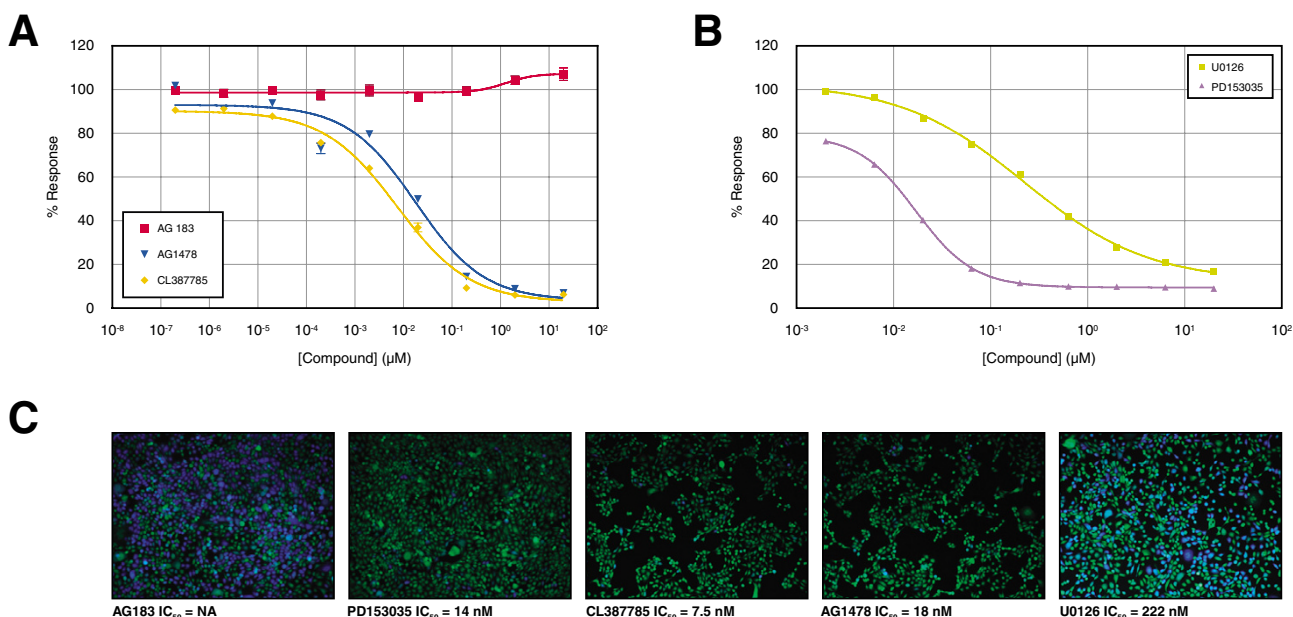 A
120
100
80
60
40
20
0
% Response
AG 183
AG1478
CL387785
10⁻⁸ 10⁻⁷ 10⁻⁶ 10⁻⁵ 10⁻⁴ 10⁻³ 10⁻² 10⁻¹ 10⁰ 10¹ 10²
[Compound] (µM)
B
120
100
80
60
40
20
0
% Response
U0126
PD153035
10⁻³ 10⁻² 10⁻¹ 10⁰ 10¹ 10²
[Compound] (µM)
C
AG183 IC₅₀ = NA
PD153035 IC₅₀ = 14 nM
CL387785 IC₅₀ = 7.5 nM
AG1478 IC₅₀ = 18 nM
U0126 IC₅₀ = 222 nM